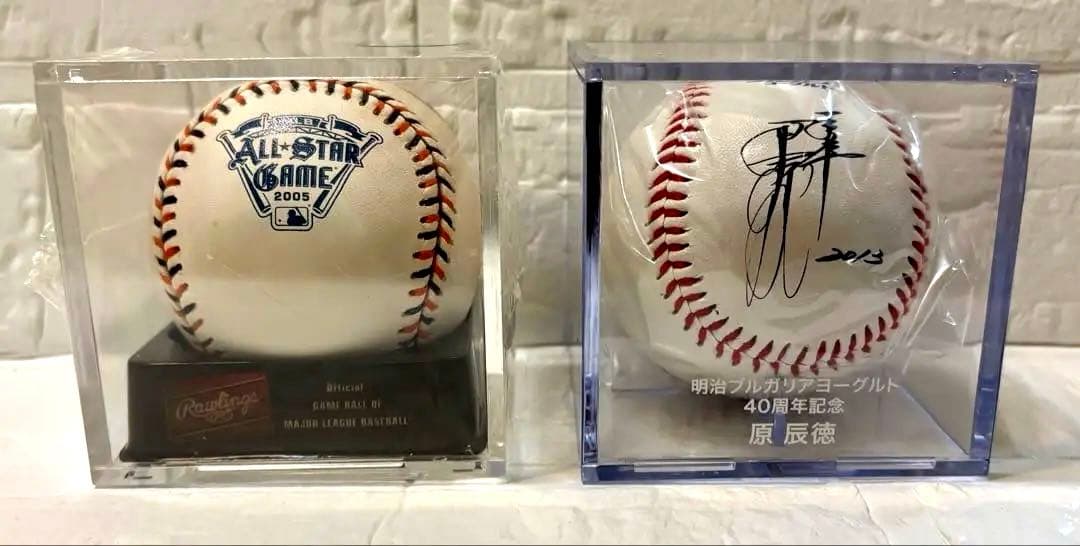 ALL★STAR
GAME
2005
Rawlings
Official
GAME BALL OF
MAJOR LEAGUE BASEBALL
2013
明治ブルガリアヨーグルト
40周年記念
原 辰徳